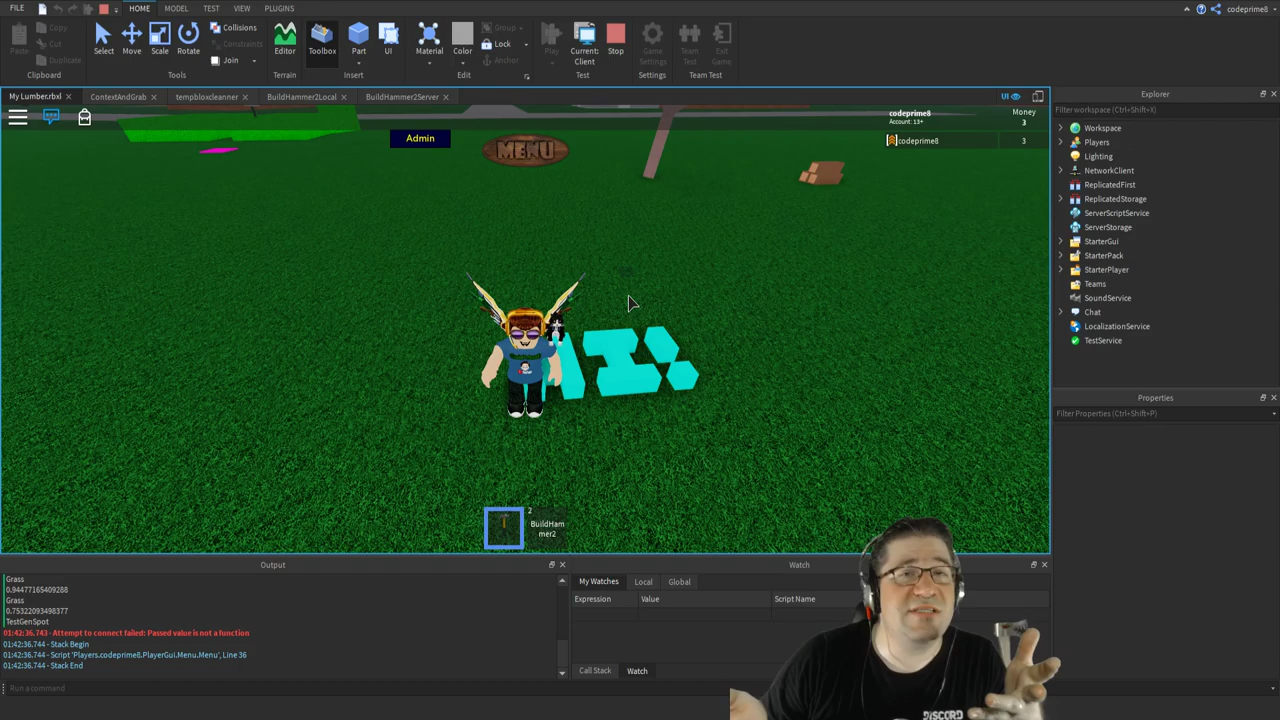 FILE HOME MODEL TEST VIEW PLUGINS codeprime8
Copy
Cut
Duplicate
Paste
Clipboard
Select Move Scale Rotate
Collisions
Constraints
Join
Tools
Editor
Terrain
Toolbox Part UI
Insert
Material Color
Group
Lock
Anchor
Edit
Play
Current:
Client
Stop
Test
Game
Settings
Settings
Team
Test
Exit
Game
Team Test
My Lumber.rbxl ContextAndGrab tempbloxcleaner BuildHammer2Local BuildHammer2Server UI
Admin
MENU
codeprime8
Account: 13+
Money
3
codeprime8 3
2
BuildHam
mer2
Explorer
Filter workspace (Ctrl+Shift+X)
Workspace
Players
Lighting
NetworkClient
ReplicatedFirst
ReplicatedStorage
ServerScriptService
ServerStorage
StarterGui
StarterPack
StarterPlayer
Teams
SoundService
Chat
LocalizationService
TestService
Properties
Filter Properties (Ctrl+Shift+P)
Output
Grass
0.94477165409288
Grass
0.75322093498377
TestGenSpot
01:42:36.743 - Attempt to connect failed: Passed value is not a function
01:42:36.744 - Stack Begin
01:42:36.744 - Script 'Players.codeprime8.PlayerGui.Menu.Menu', Line 36
01:42:36.744 - Stack End
Watch
My Watches Local Global
Expression Value Script Name
Call Stack Watch
Run a command
DISCORD